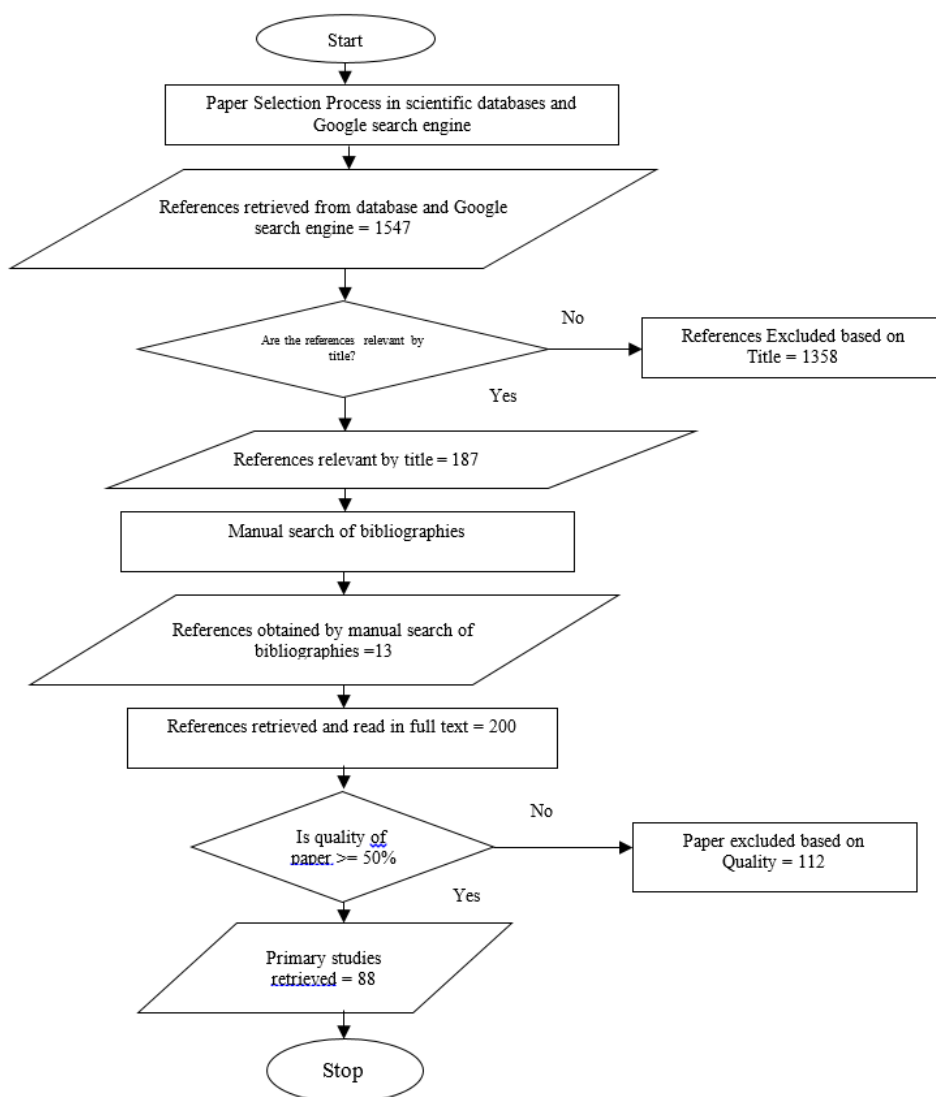 Start
Paper Selection Process in scientific databases and
Google search engine
References retrieved from database and Google
search engine = 1547
Are the references relevant by
title?
No
References Excluded based on
Title = 1358
Yes
References relevant by title = 187
Manual search of bibliographies
References obtained by manual search of
bibliographies =13
References retrieved and read in full text = 200
Is quality of
paper >= 50%
No
Paper excluded based on
Quality = 112
Yes
Primary studies
retrieved = 88
Stop